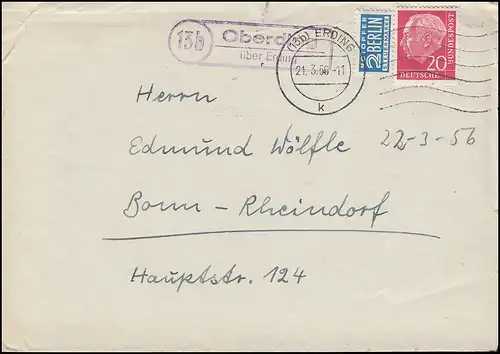 13b
über Erding
(13b) ERDING
21.3.56-11
k
NOTOPFER
2 BERLIN
STEUERMARKE
20
DEUTSCHE
BUNDESPOST
Herrn
Edmund Wölfle
22-3-56
Bonn-Rheindorf
Hauptstr. 124